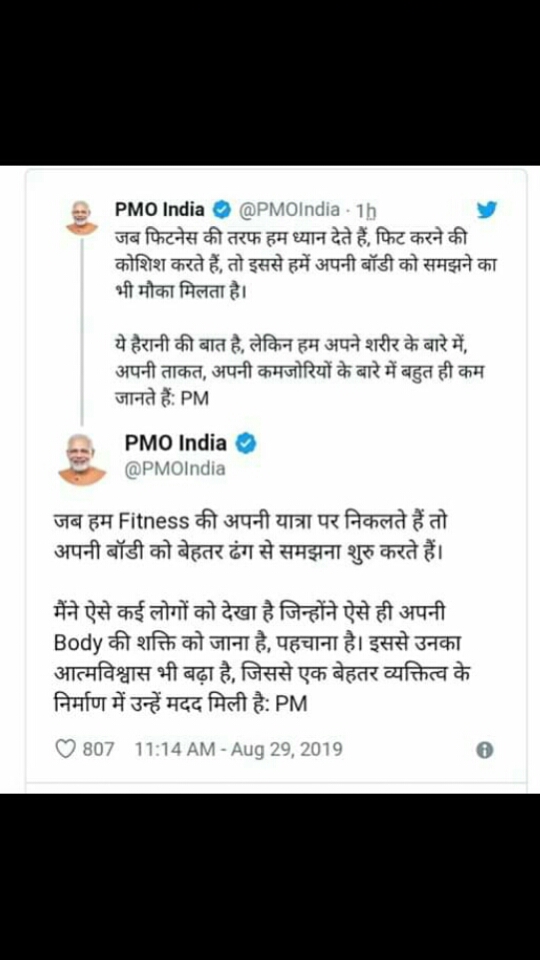 PMO India @PMOIndia · 1h
जब फिटनेस की तरफ हम ध्यान देते हैं, फिट करने की
कोशिश करते हैं, तो इससे हमें अपनी बॉडी को समझने का
भी मौका मिलता है।
ये हैरानी की बात है, लेकिन हम अपने शरीर के बारे में,
अपनी ताकत, अपनी कमजोरियों के बारे में बहुत ही कम
जानते हैं: PM
PMO India
@PMOIndia
जब हम Fitness की अपनी यात्रा पर निकलते हैं तो
अपनी बॉडी को बेहतर ढंग से समझना शुरु करते हैं।
मैंने ऐसे कई लोगों को देखा है जिन्होंने ऐसे ही अपनी
Body की शक्ति को जाना है, पहचाना है। इससे उनका
आत्मविश्वास भी बढ़ा है, जिससे एक बेहतर व्यक्तित्व के
निर्माण में उन्हें मदद मिली है: PM
807 11:14 AM - Aug 29, 2019